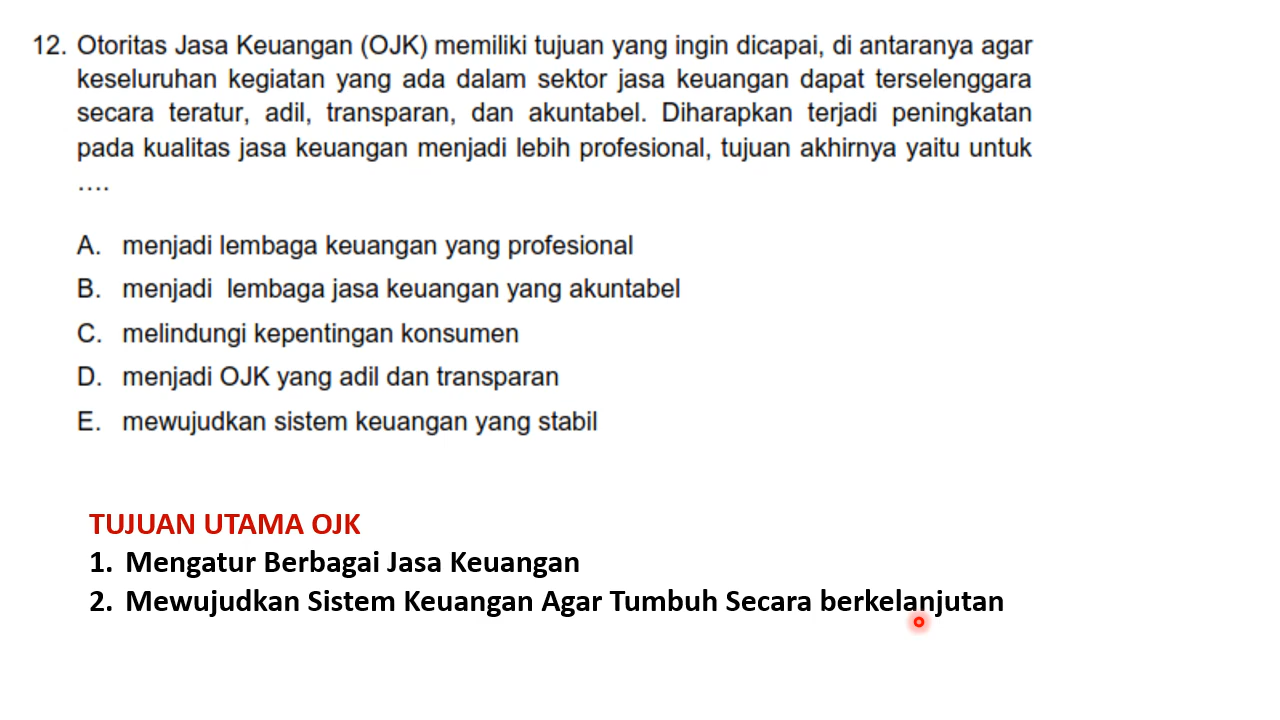 12. Otoritas Jasa Keuangan (OJK) memiliki tujuan yang ingin dicapai, di antaranya agar
keseluruhan kegiatan yang ada dalam sektor jasa keuangan dapat terselenggara
secara teratur, adil, transparan, dan akuntabel. Diharapkan terjadi peningkatan
pada kualitas jasa keuangan menjadi lebih profesional, tujuan akhirnya yaitu untuk
....
A. menjadi lembaga keuangan yang profesional
B. menjadi lembaga jasa keuangan yang akuntabel
C. melindungi kepentingan konsumen
D. menjadi OJK yang adil dan transparan
E. mewujudkan sistem keuangan yang stabil
TUJUAN UTAMA OJK
1. Mengatur Berbagai Jasa Keuangan
2. Mewujudkan Sistem Keuangan Agar Tumbuh Secara berkelanjutan